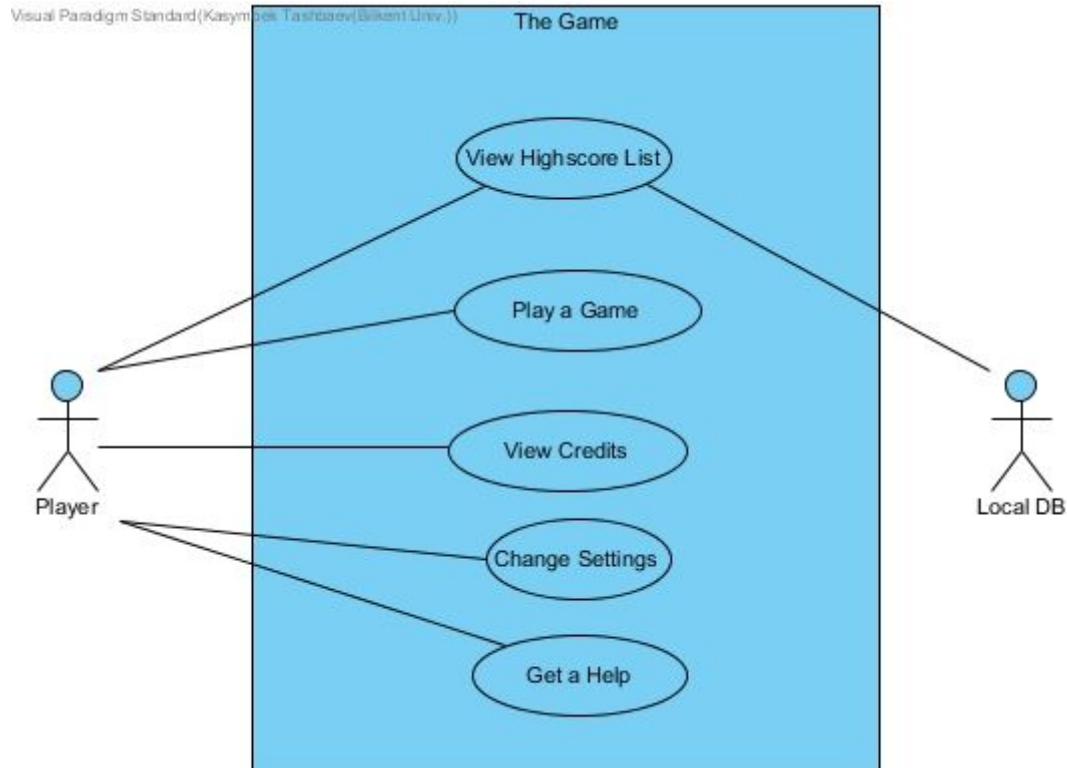 Visual Paradigm Standard(Kasymbek Tashbaev(Bilkent Univ.))
The Game
View Highscore List
Play a Game
View Credits
Player
Local DB
Change Settings
Get a Help